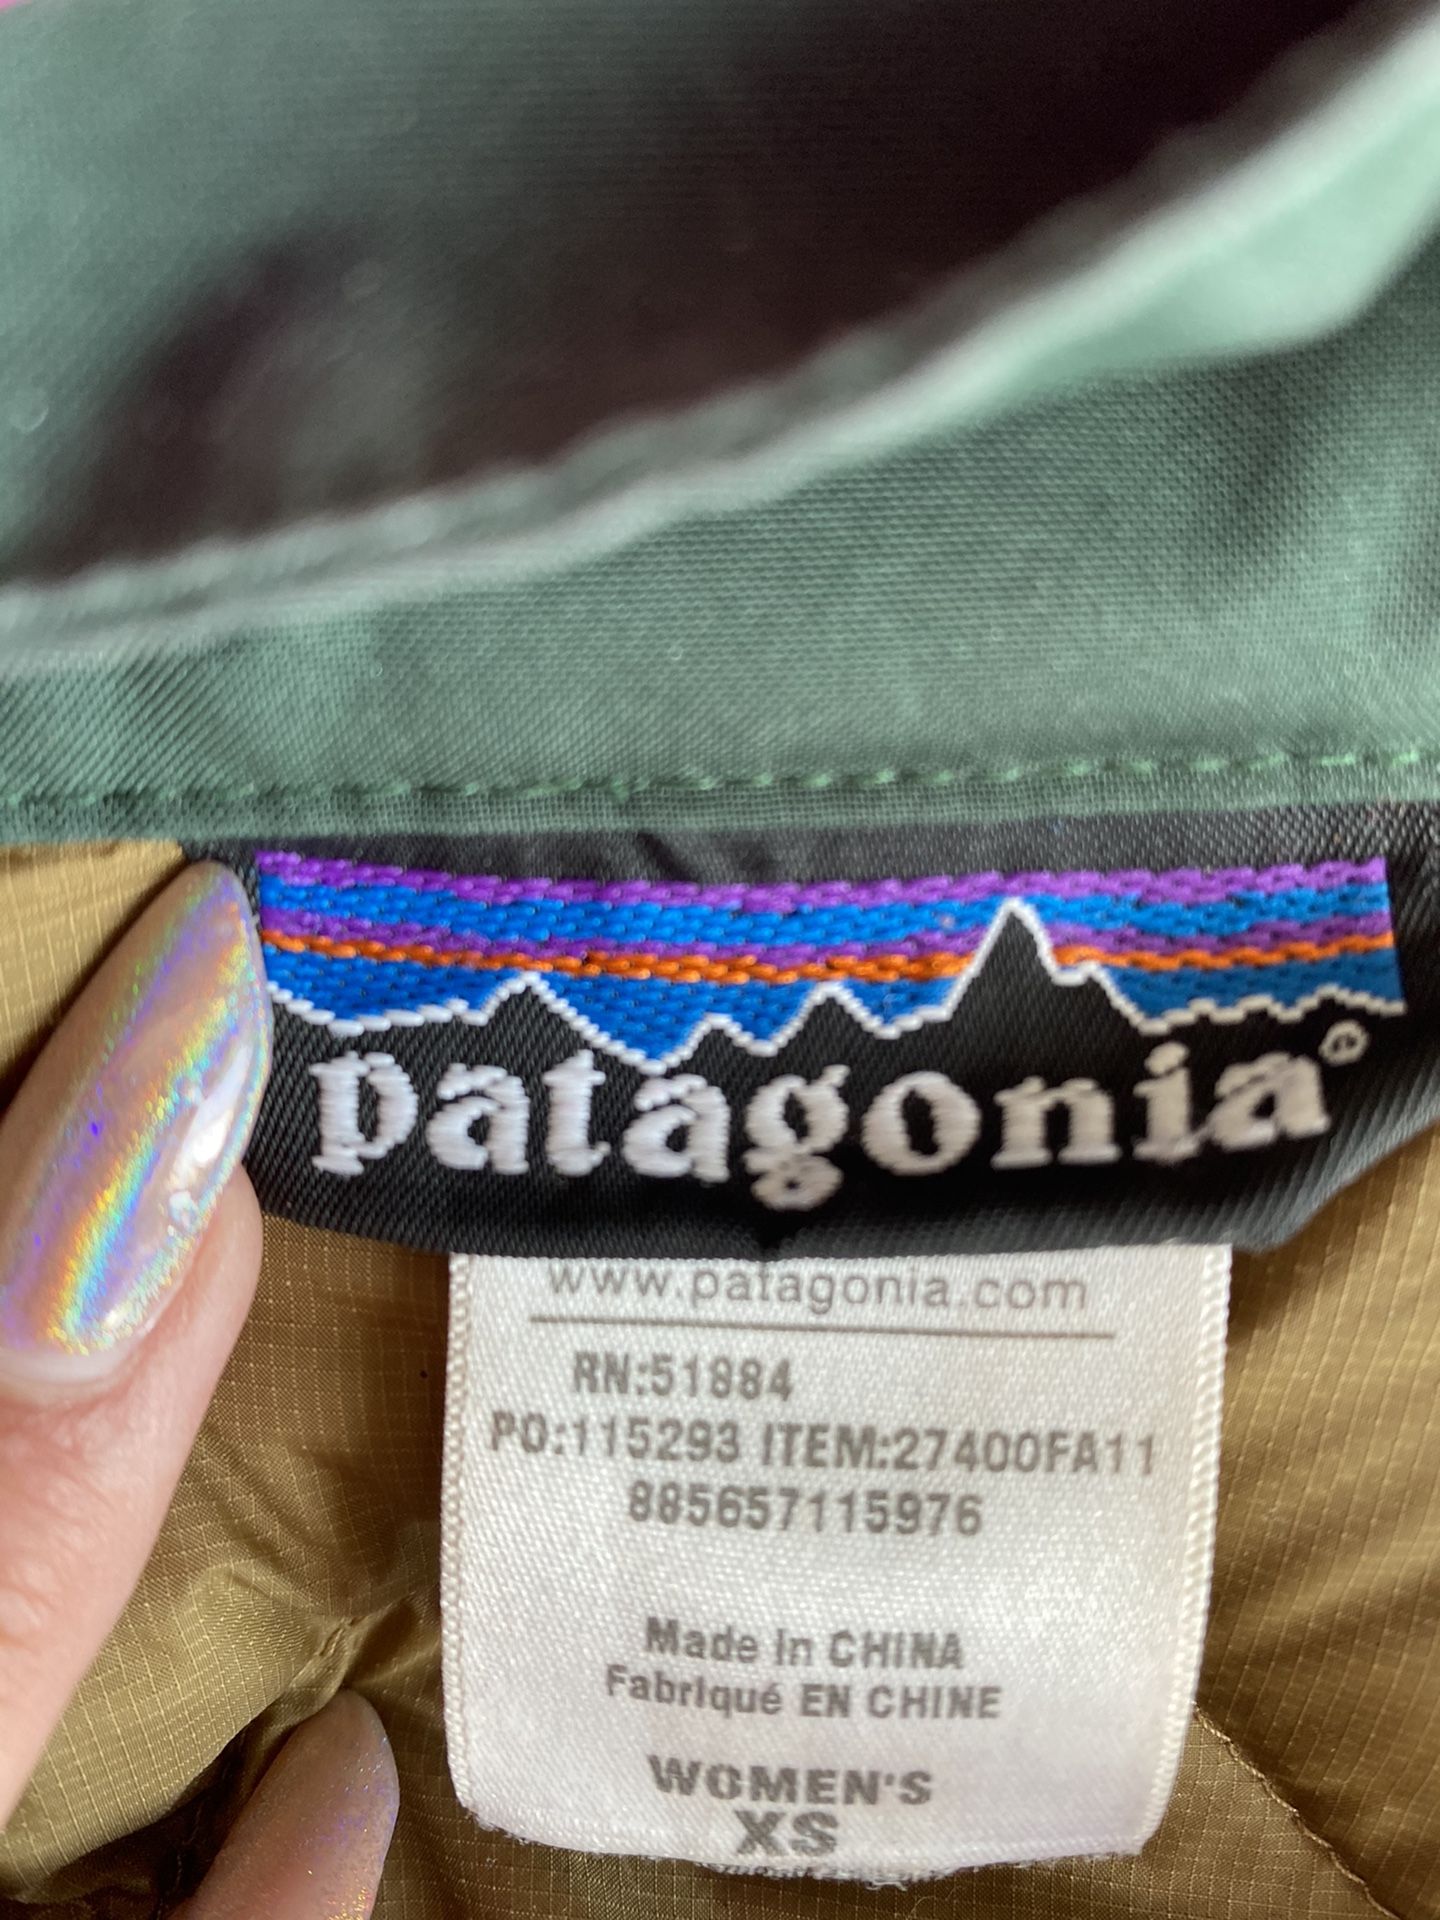 patagonia®
www.patagonia.com
RN:51884
PO:115293 ITEM:27400FA11
885657115976
Made In CHINA
Fabriqué EN CHINE
WOMEN'S
XS